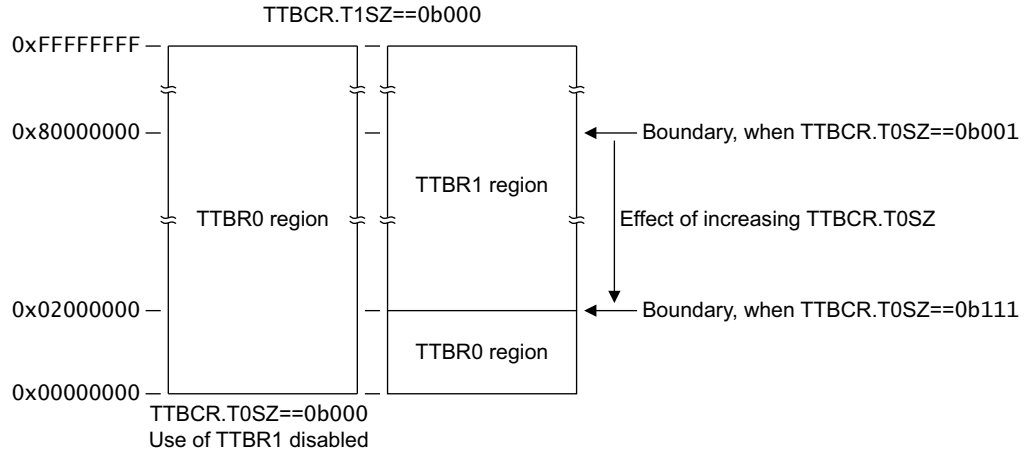 TTBCR.T1SZ==0b000
0xFFFFFFFF
0x80000000
Boundary, when TTBCR.T0SZ==0b001
TTBR1 region
TTBR0 region
Effect of increasing TTBCR.T0SZ
0x02000000
Boundary, when TTBCR.T0SZ==0b111
TTBR0 region
0x00000000
TTBCR.T0SZ==0b000
Use of TTBR1 disabled